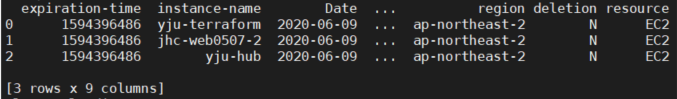 expiration-time instance-name Date ... region deletion resource
0 1594396486 yju-terraform 2020-06-09 ... ap-northeast-2 N EC2
1 1594396486 jhc-web0507-2 2020-06-09 ... ap-northeast-2 N EC2
2 1594396486 yju-hub 2020-06-09 ... ap-northeast-2 N EC2
[3 rows x 9 columns]